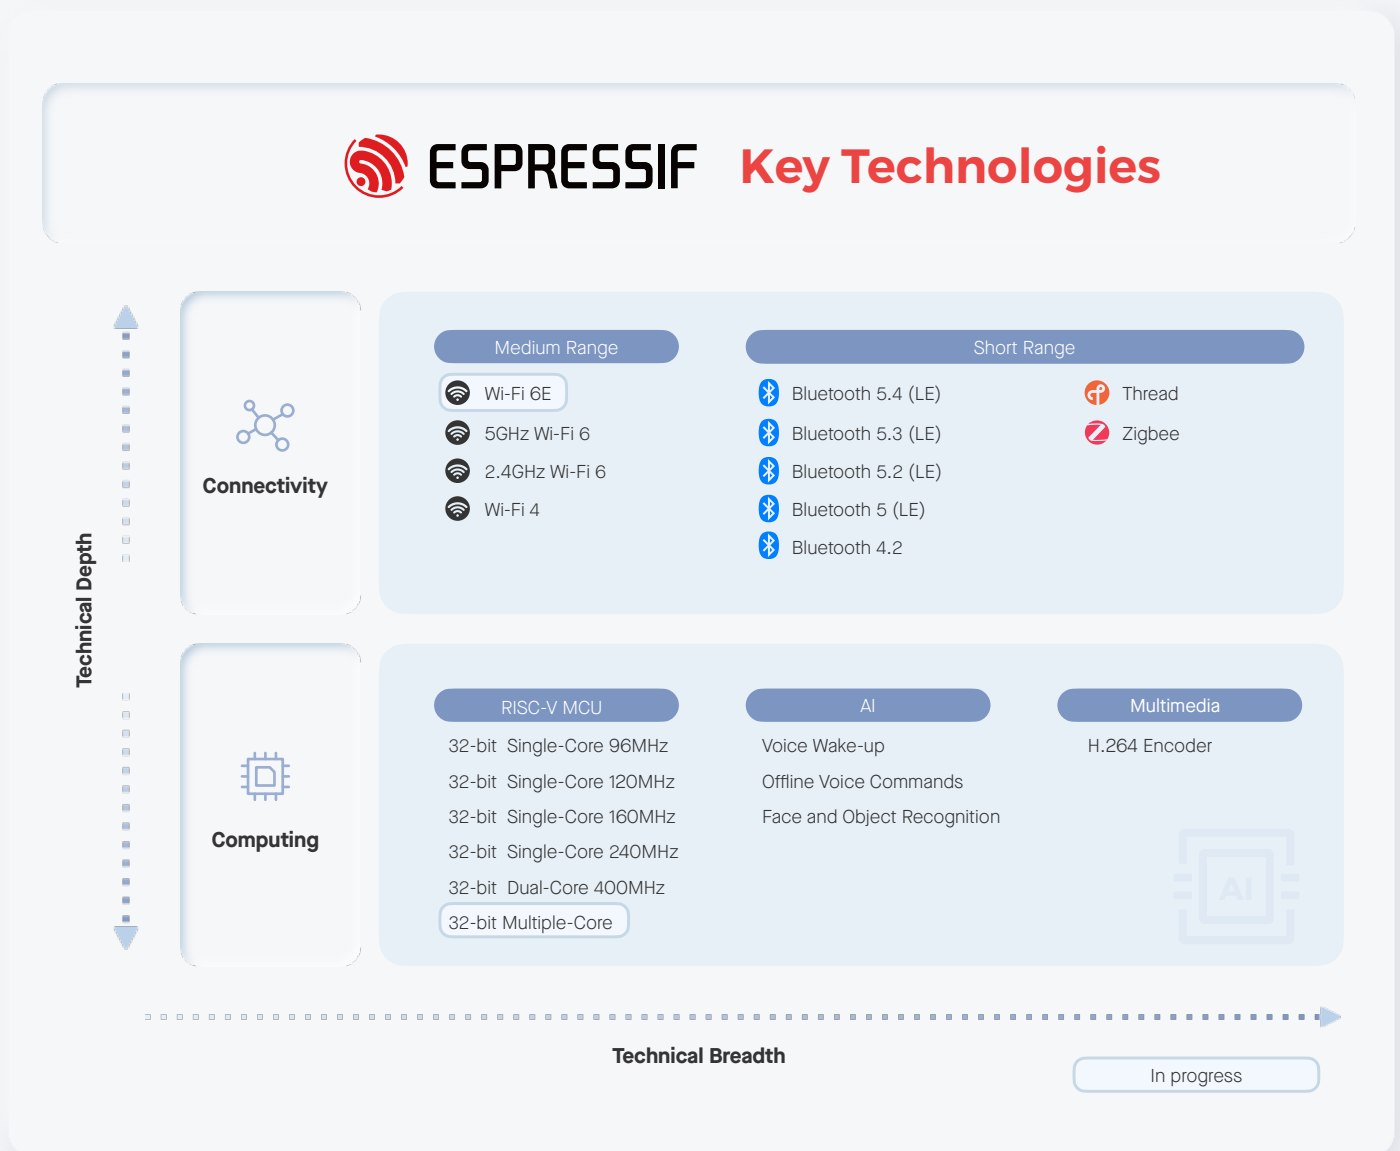 ESPRESSIF Key Technologies
Technical Depth
Connectivity
Medium Range
Wi-Fi 6E
5GHz Wi-Fi 6
2.4GHz Wi-Fi 6
Wi-Fi 4
Short Range
Bluetooth 5.4 (LE)
Bluetooth 5.3 (LE)
Bluetooth 5.2 (LE)
Bluetooth 5 (LE)
Bluetooth 4.2
Thread
Zigbee
Computing
RISC-V MCU
32-bit Single-Core 96MHz
32-bit Single-Core 120MHz
32-bit Single-Core 160MHz
32-bit Single-Core 240MHz
32-bit Dual-Core 400MHz
32-bit Multiple-Core
AI
Voice Wake-up
Offline Voice Commands
Face and Object Recognition
Multimedia
H.264 Encoder
AI
Technical Breadth
In progress